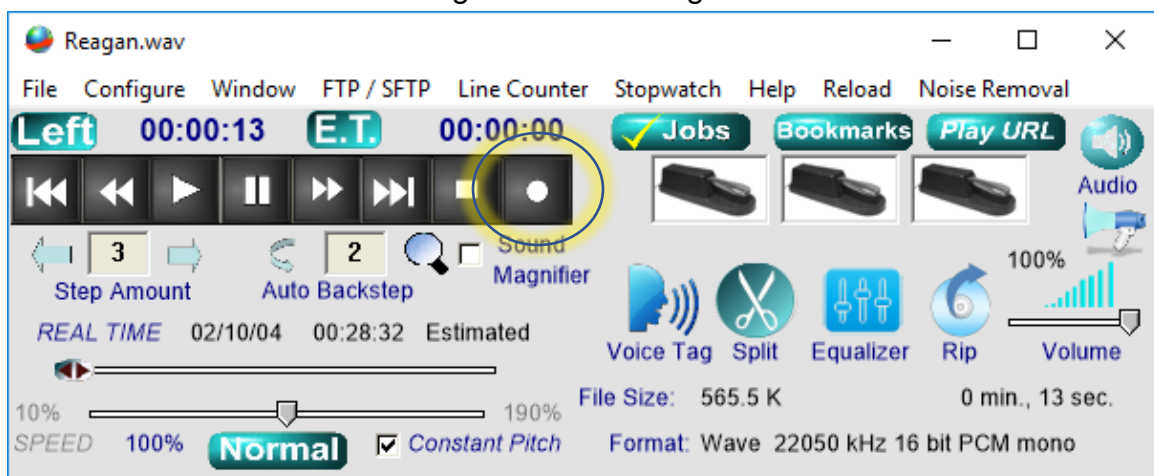 Reagan.wav
File Configure Window FTP / SFTP Line Counter Stopwatch Help Reload Noise Removal
Left 00:00:13 E.T. 00:00:00 Jobs Bookmarks Play URL
Audio
3 2 Sound Magnifier
Step Amount Auto Backstep
100%
REAL TIME 02/10/04 00:28:32 Estimated
Voice Tag Split Equalizer Rip Volume
File Size: 565.5 K 0 min., 13 sec.
10% 190%
SPEED 100% Normal Constant Pitch Format: Wave 22050 kHz 16 bit PCM mono